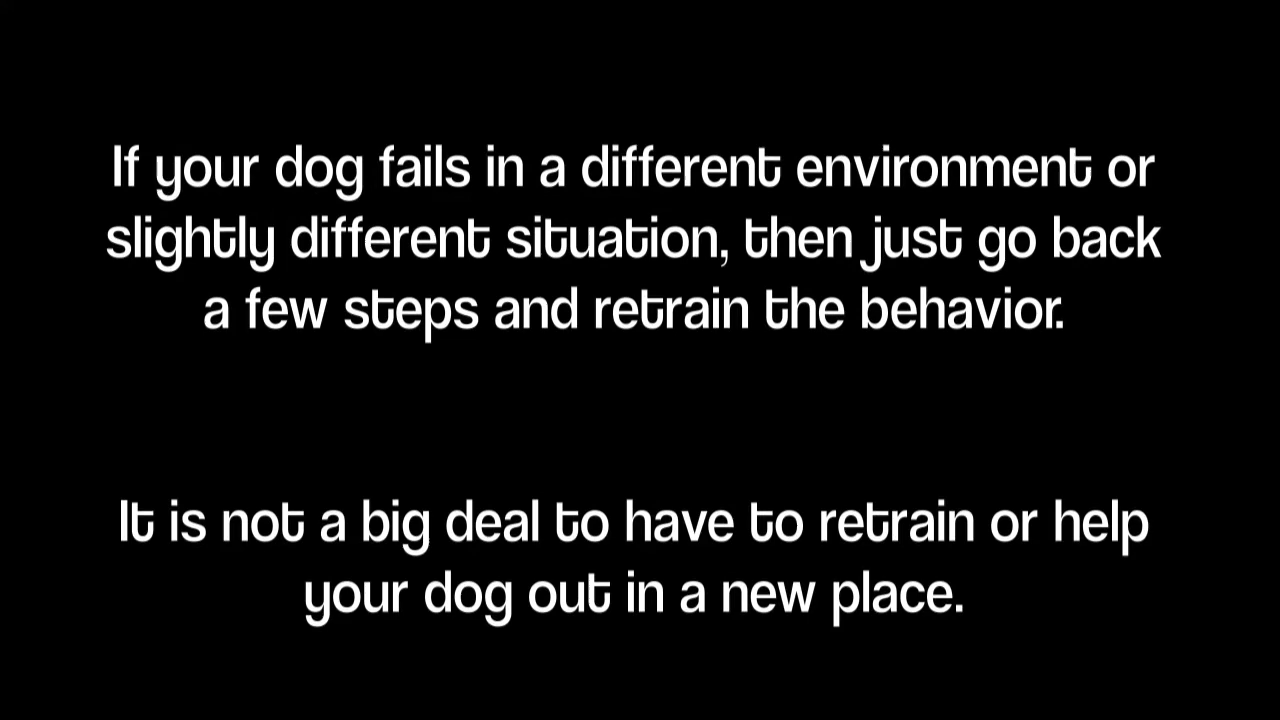 If your dog fails in a different environment or
slightly different situation, then just go back
a few steps and retrain the behavior.
It is not a big deal to have to retrain or help
your dog out in a new place.